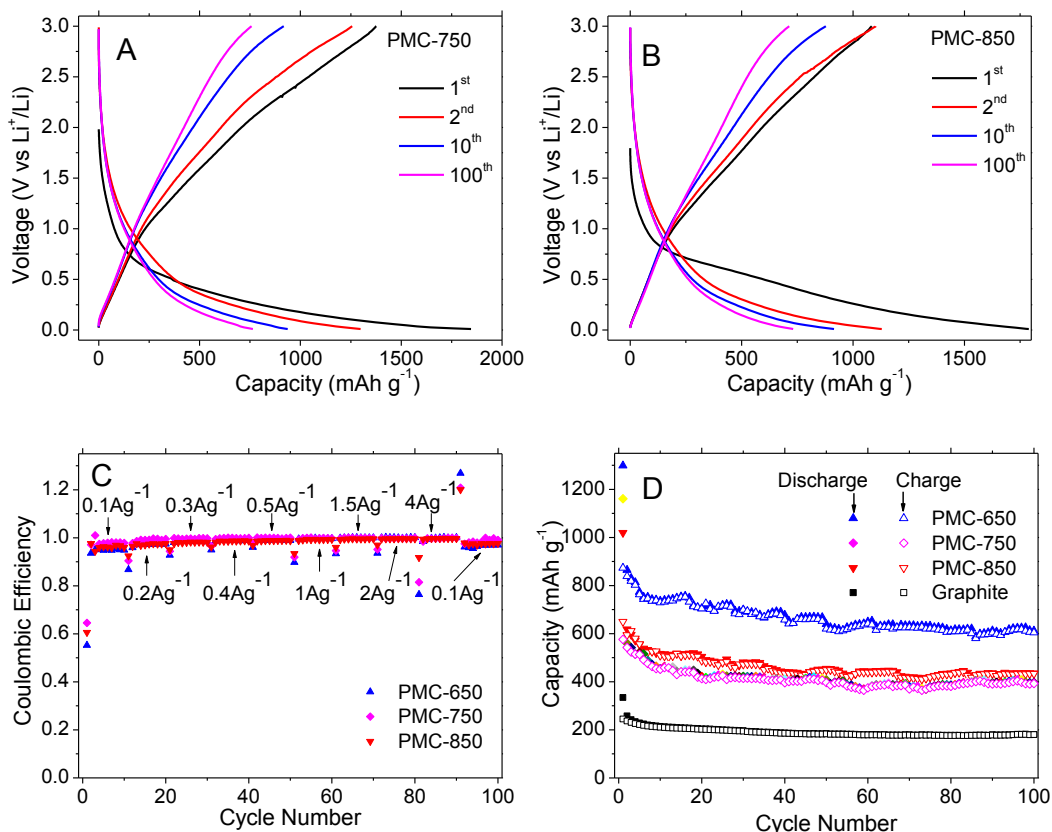 A
PMC-750
1st
2nd
10th
100th
3.0
2.5
2.0
1.5
1.0
0.5
0.0
Voltage (V vs Li+/Li)
0 500 1000 1500 2000
Capacity (mAh g-1)
B
PMC-850
1st
2nd
10th
100th
3.0
2.5
2.0
1.5
1.0
0.5
0.0
Voltage (V vs Li+/Li)
0 500 1000 1500
Capacity (mAh g-1)
C
0.1Ag-1 0.3Ag-1 0.5Ag-1 1.5Ag-1 4Ag-1
0.2Ag-1 0.4Ag-1 1Ag-1 2Ag-1 0.1Ag-1
PMC-650
PMC-750
PMC-850
1.2
1.0
0.8
0.6
0.4
0.2
0.0
Coulombic Efficiency
0 20 40 60 80 100
Cycle Number
D
Discharge Charge
PMC-650
PMC-750
PMC-850
Graphite
1200
1000
800
600
400
200
0
Capacity (mAh g-1)
0 20 40 60 80 100
Cycle Number